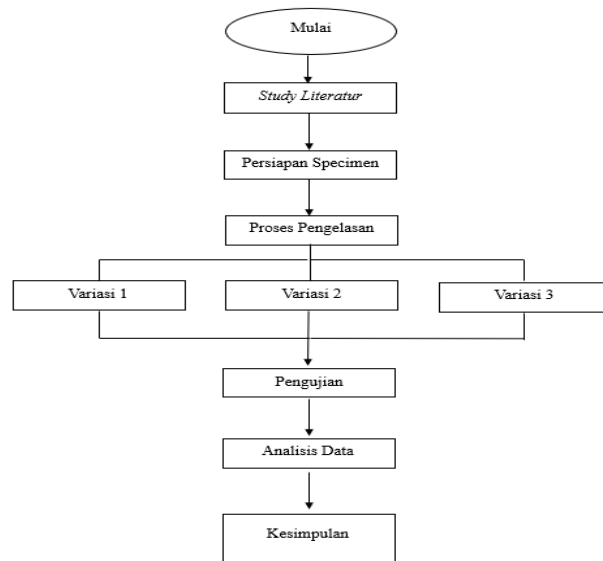 Mulai
Study Literatur
Persiapan Specimen
Proses Pengelasan
Variasi 1
Variasi 2
Variasi 3
Pengujian
Analisis Data
Kesimpulan